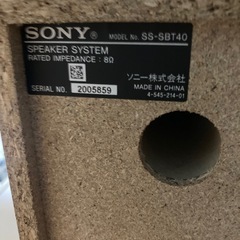 SONY MODEL No. SS-SBT40
SPEAKER SYSTEM
RATED IMPEDANCE : 8Ω
ソニー株式会社
MADE IN CHINA
4-545-214-01
SERIAL NO. 2005859